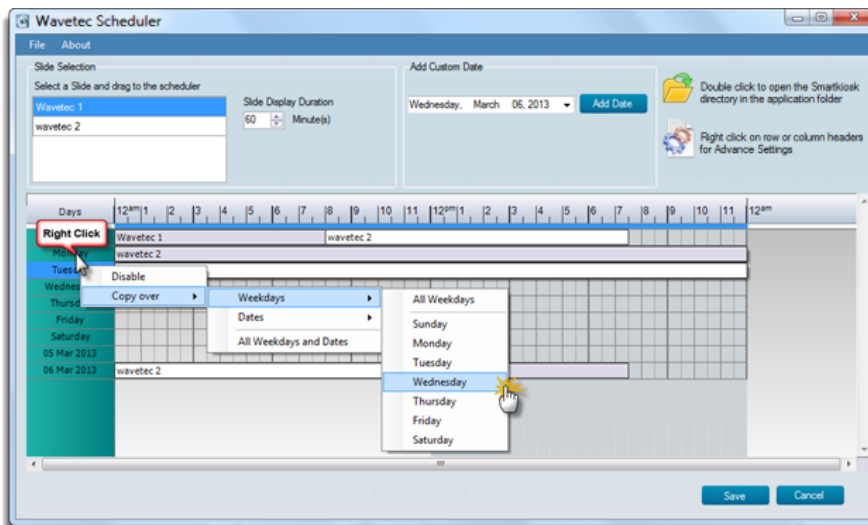 Wavetec Scheduler
File About
Slide Selection
Select a Slide and drag to the scheduler
Wavetec 1
wavetec 2
Slide Display Duration
60 Minute(s)
Add Custom Date
Wednesday, March 06, 2013
Add Date
Double click to open the Smartkiosk
directory in the application folder
Right click on row or column headers
for Advance Settings
Days
12am 1 2 3 4 5 6 7 8 9 10 11 12pm 1 2 3 4 5 6 7 8 9 10 11 12am
Right Click
Wavetec 1 wavetec 2
Monday wavetec 2
Tues
Wednes
Thursd
Friday
Saturday
05 Mar 2013
06 Mar 2013 wavetec 2
Disable
Copy over
Weekdays
Dates
All Weekdays and Dates
All Weekdays
Sunday
Monday
Tuesday
Wednesday
Thursday
Friday
Saturday
Save Cancel